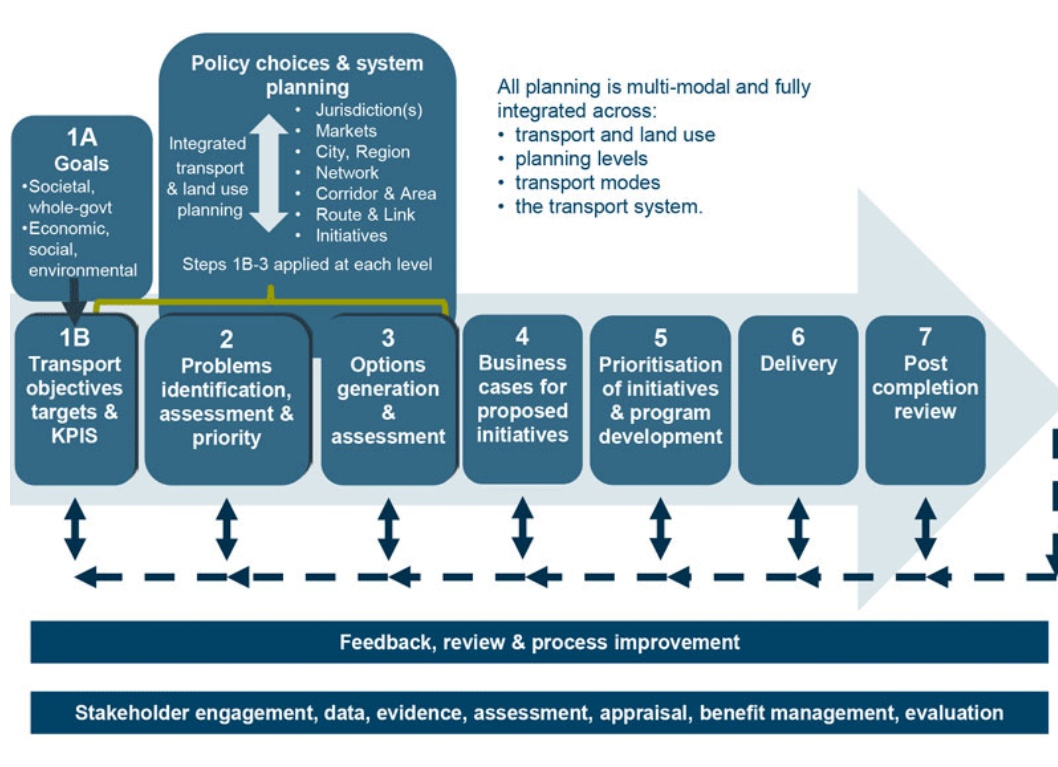 Policy choices & system
planning
Integrated
transport
& land use
planning
• Jurisdiction(s)
• Markets
• City, Region
• Network
• Corridor & Area
• Route & Link
• Initiatives
Steps 1B-3 applied at each level
All planning is multi-modal and fully
integrated across:
• transport and land use
• planning levels
• transport modes
• the transport system.
1A
Goals
•Societal,
whole-govt
•Economic,
social,
environmental
1B
Transport
objectives
targets &
KPIS
2
Problems
identification,
assessment &
priority
3
Options
generation
&
assessment
4
Business
cases for
proposed
initiatives
5
Prioritisation
of initiatives
& program
development
6
Delivery
7
Post
completion
review
Feedback, review & process improvement
Stakeholder engagement, data, evidence, assessment, appraisal, benefit management, evaluation